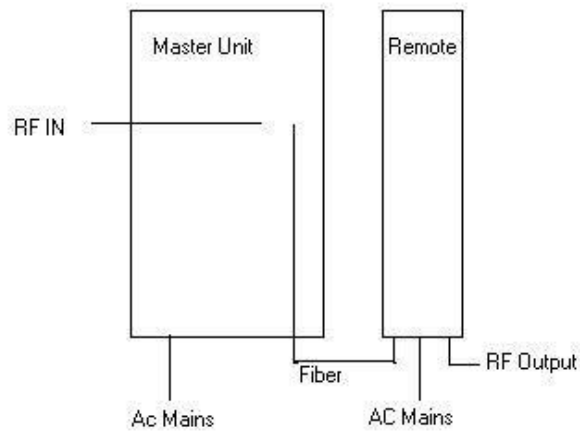 Master Unit
Remote
RF IN
Fiber
RF Output
Ac Mains
AC Mains